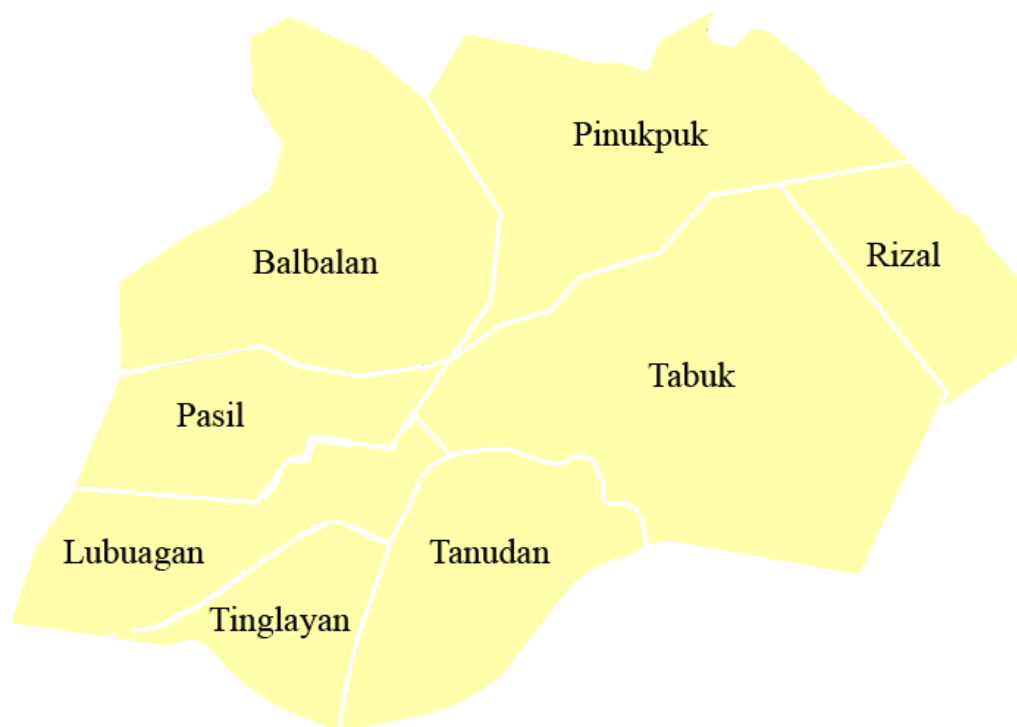 Pinukpuk
Rizal
Balbalan
Tabuk
Pasil
Lubuagan
Tanudan
Tinglayan